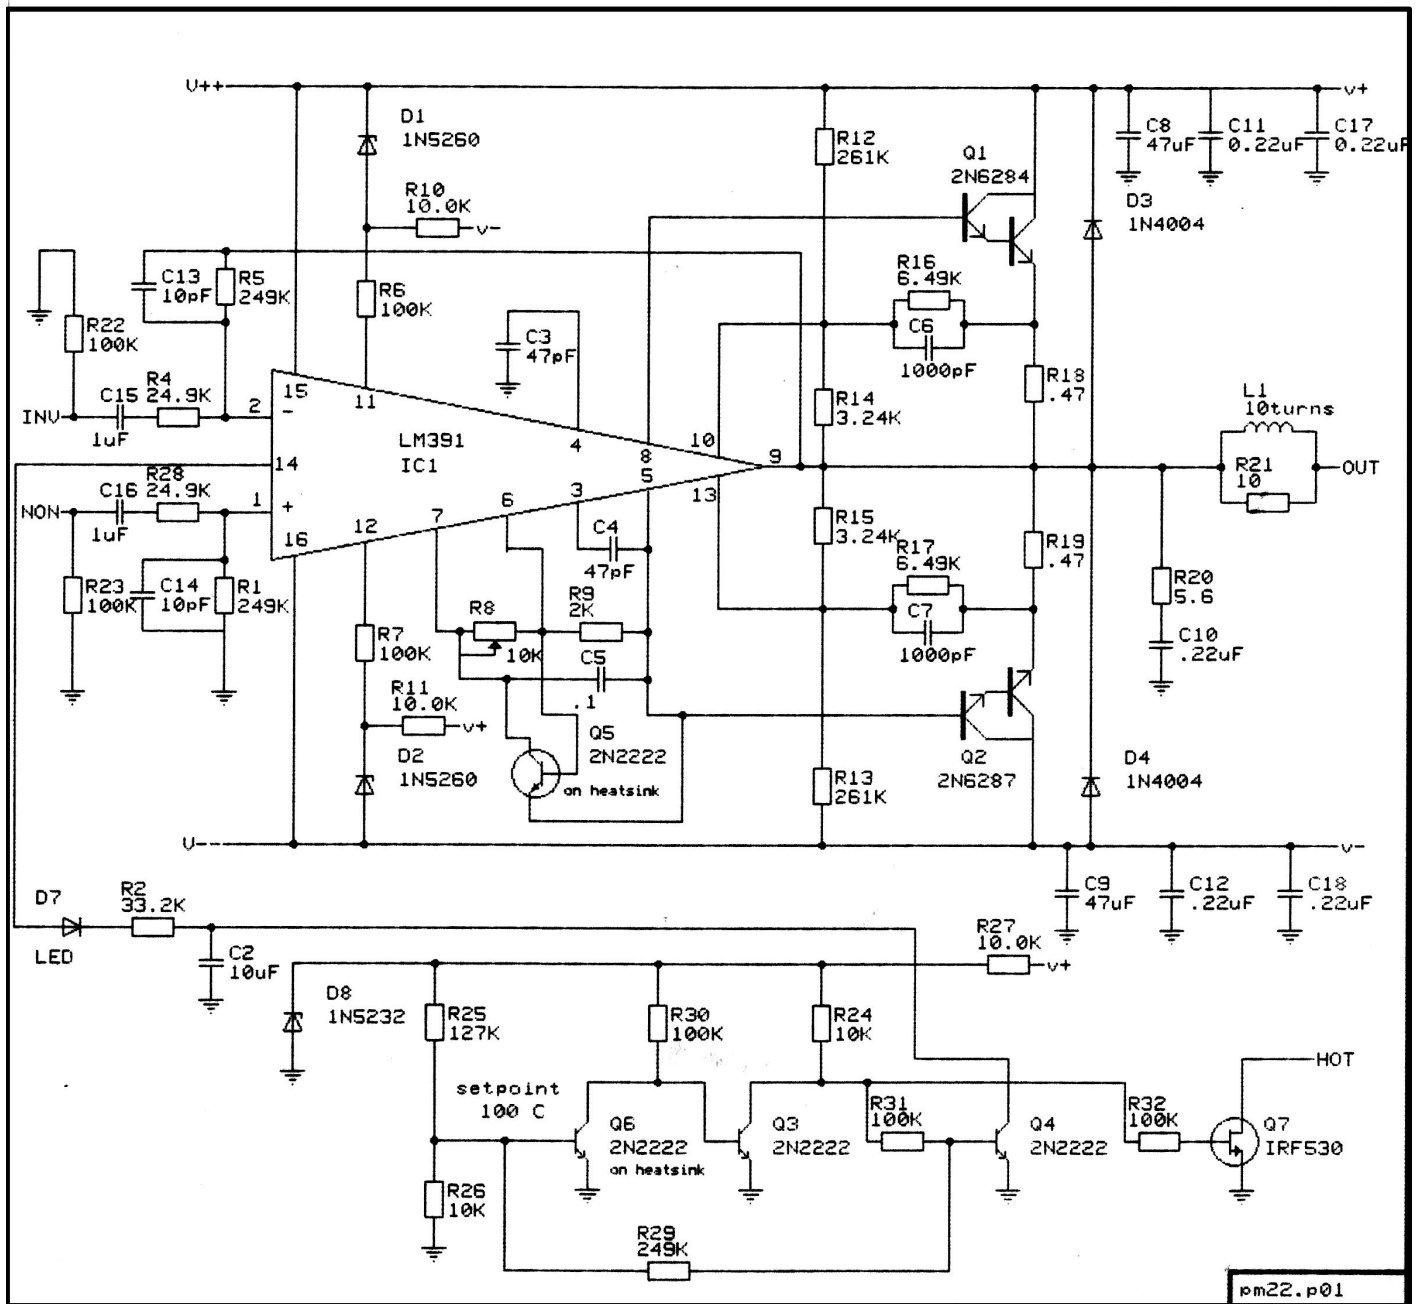 V++
v+
D1
1N5260
R12
261K
Q1
2N6284
C8
47uF
C11
0.22uF
C17
0.22uF
R10
10.0K
v-
D3
1N4004
C13
10pF
R5
249K
R6
100K
R22
100K
C3
47pF
R16
6.49K
C6
1000pF
R18
.47
INV
C15
1uF
R4
24.9K
2
-
15
11
4
R14
3.24K
L1
10turns
LM391
IC1
8
10
9
14
5
13
R21
10
OUT
NON
C16
1uF
R28
24.9K
1
+
16
12
7
6
3
R15
3.24K
R19
.47
C4
47pF
R17
6.49K
C7
1000pF
R23
100K
C14
10pF
R1
249K
R8
10K
R9
2K
R20
5.6
C10
.22uF
R7
100K
C5
.1
R11
10.0K
v+
Q5
2N2222
on heatsink
D2
1N5260
Q2
2N6287
D4
1N4004
R13
261K
V---
v-
D7
LED
R2
33.2K
C9
47uF
C12
.22uF
C18
.22uF
C2
10uF
R27
10.0K
v+
D8
1N5232
R25
127K
R30
100K
R24
10K
HOT
setpoint
100 C
Q6
2N2222
on heatsink
Q3
2N2222
R31
100K
Q4
2N2222
R32
100K
Q7
IRF530
R26
10K
R29
249K
pm22.p01